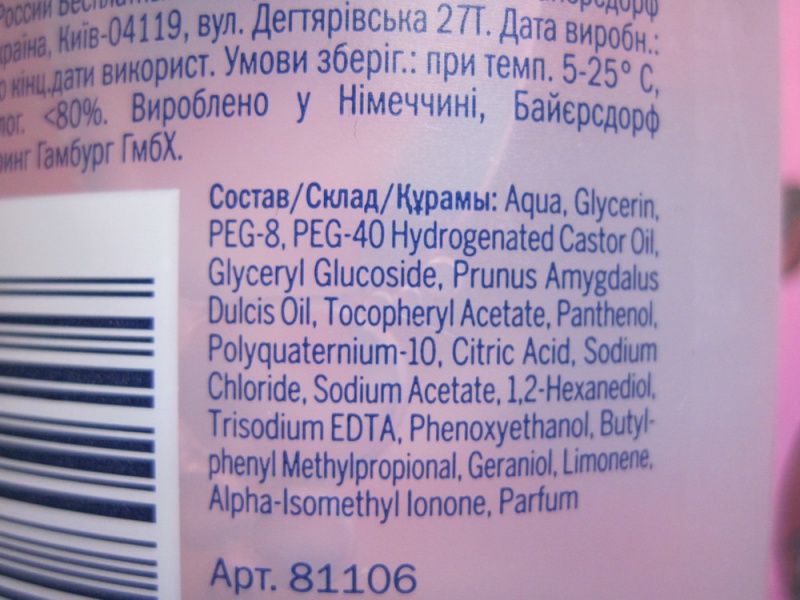 России
йерсдорф
Київ-04119, вул. Дегтярівська 27Т. Дата виробн.:
кінц.дати використ. Умови зберіг.: при темп. 5-25° С,
<80%. Вироблено у Німеччині, Байєрсдорф
Гамбург ГмбХ.
Состав/Склад/Құрамы: Aqua, Glycerin,
PEG-8, PEG-40 Hydrogenated Castor Oil,
Glyceryl Glucoside, Prunus Amygdalus
Dulcis Oil, Tocopheryl Acetate, Panthenol,
Polyquaternium-10, Citric Acid, Sodium
Chloride, Sodium Acetate, 1,2-Hexanediol,
Trisodium EDTA, Phenoxyethanol, Butyl-
phenyl Methylpropional, Geraniol, Limonene,
Alpha-Isomethyl Ionone, Parfum
Арт. 81106